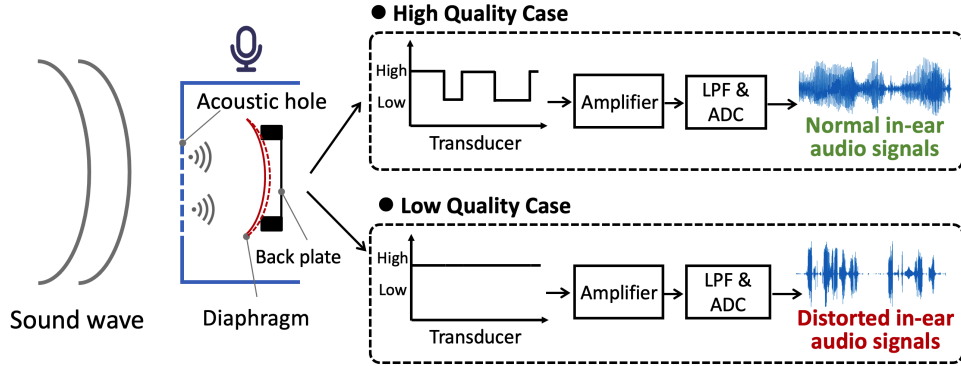 ● High Quality Case
High
Low
Transducer
Amplifier
LPF &
ADC
Normal in-ear
audio signals
Acoustic hole
Back plate
Diaphragm
Sound wave
● Low Quality Case
High
Low
Transducer
Amplifier
LPF &
ADC
Distorted in-ear
audio signals